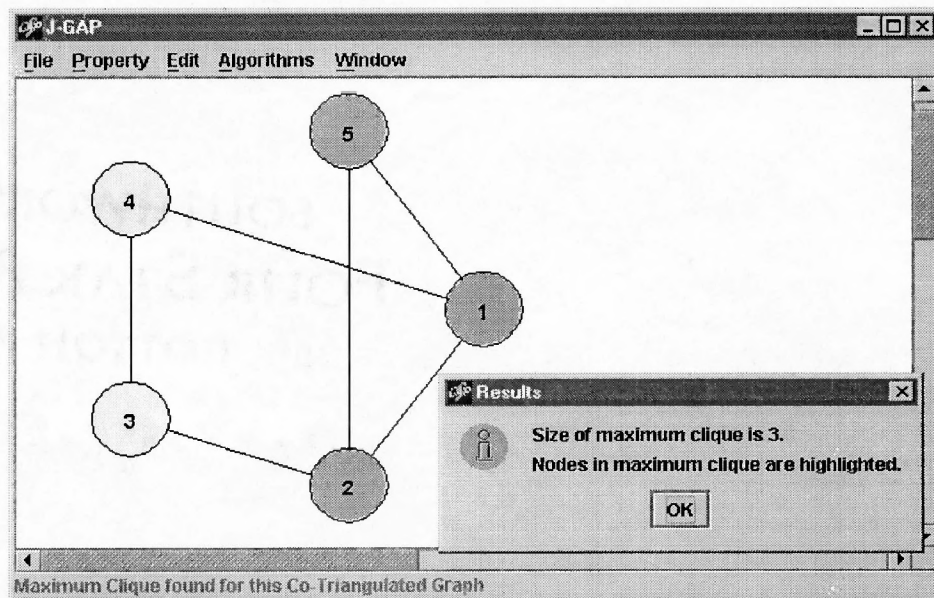 J-GAP
File Property Edit Algorithms Window
5
4
1
3
2
Results
Size of maximum clique is 3.
Nodes in maximum clique are highlighted.
OK
Maximum Clique found for this Co-Triangulated Graph